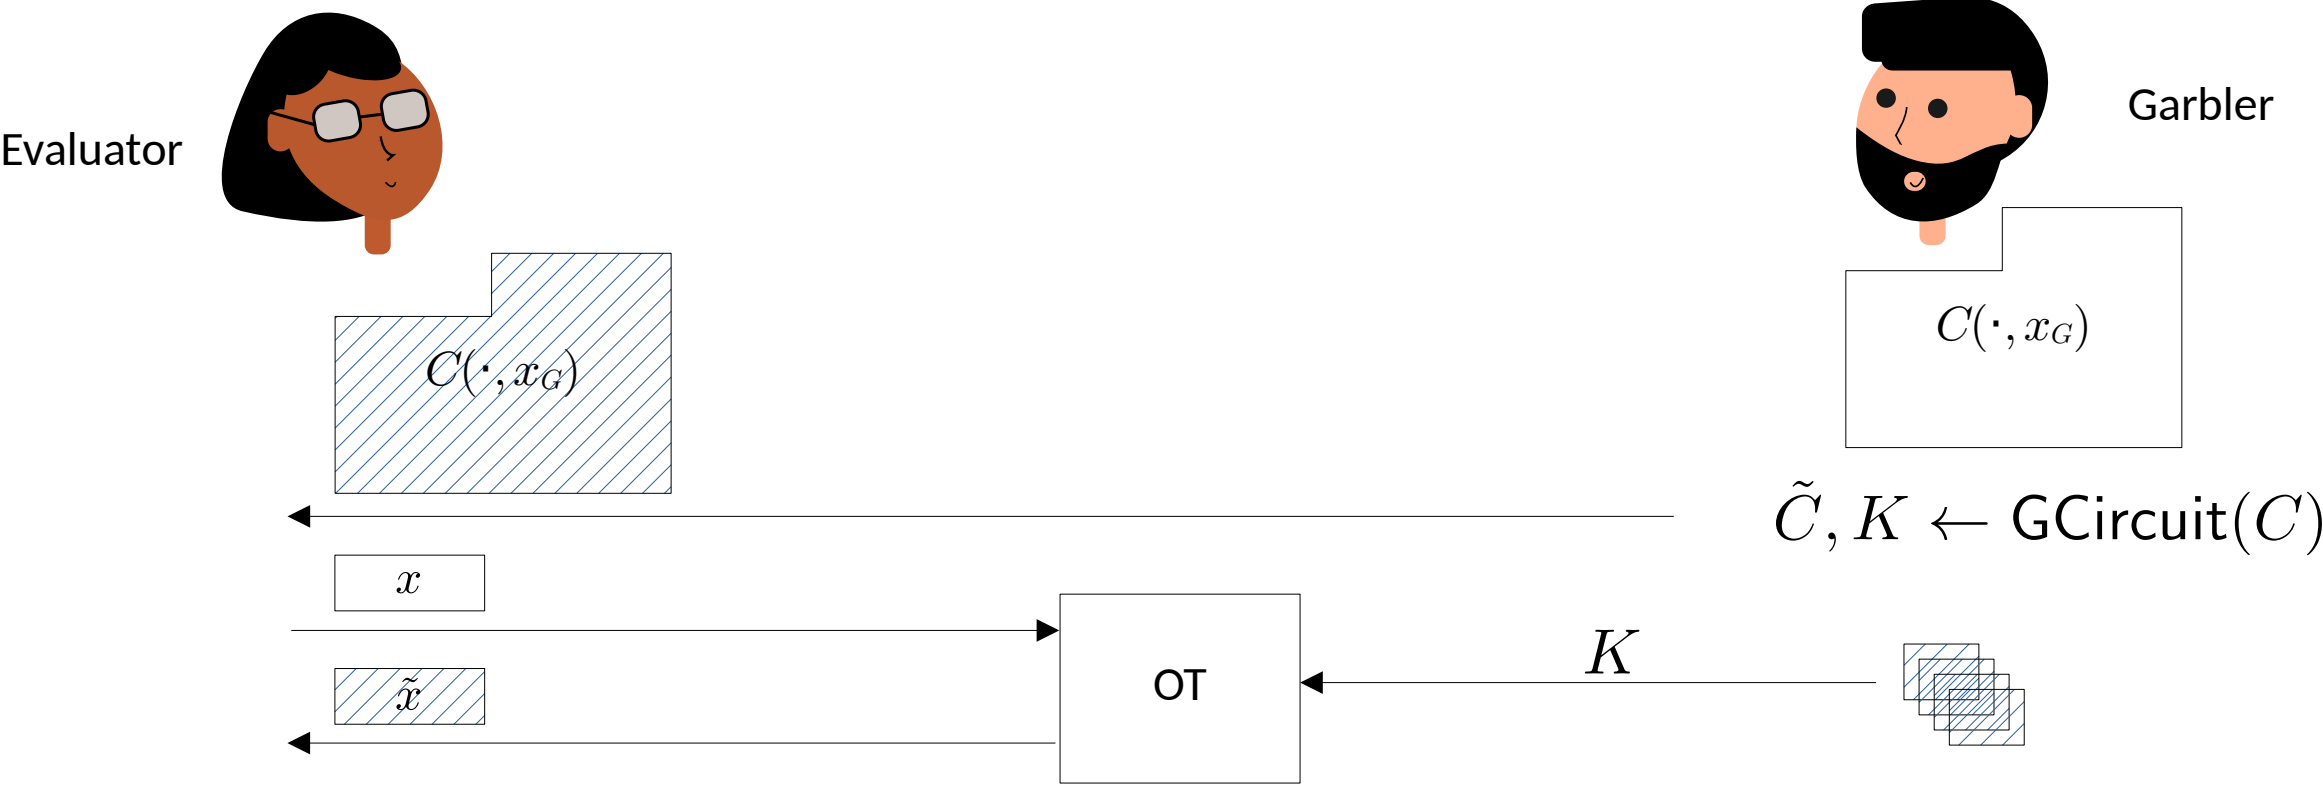 Evaluator
Garbler
C(·, x_G)
C(·, x_G)
C̃, K ← GCircuit(C)
x
K
OT
x̃